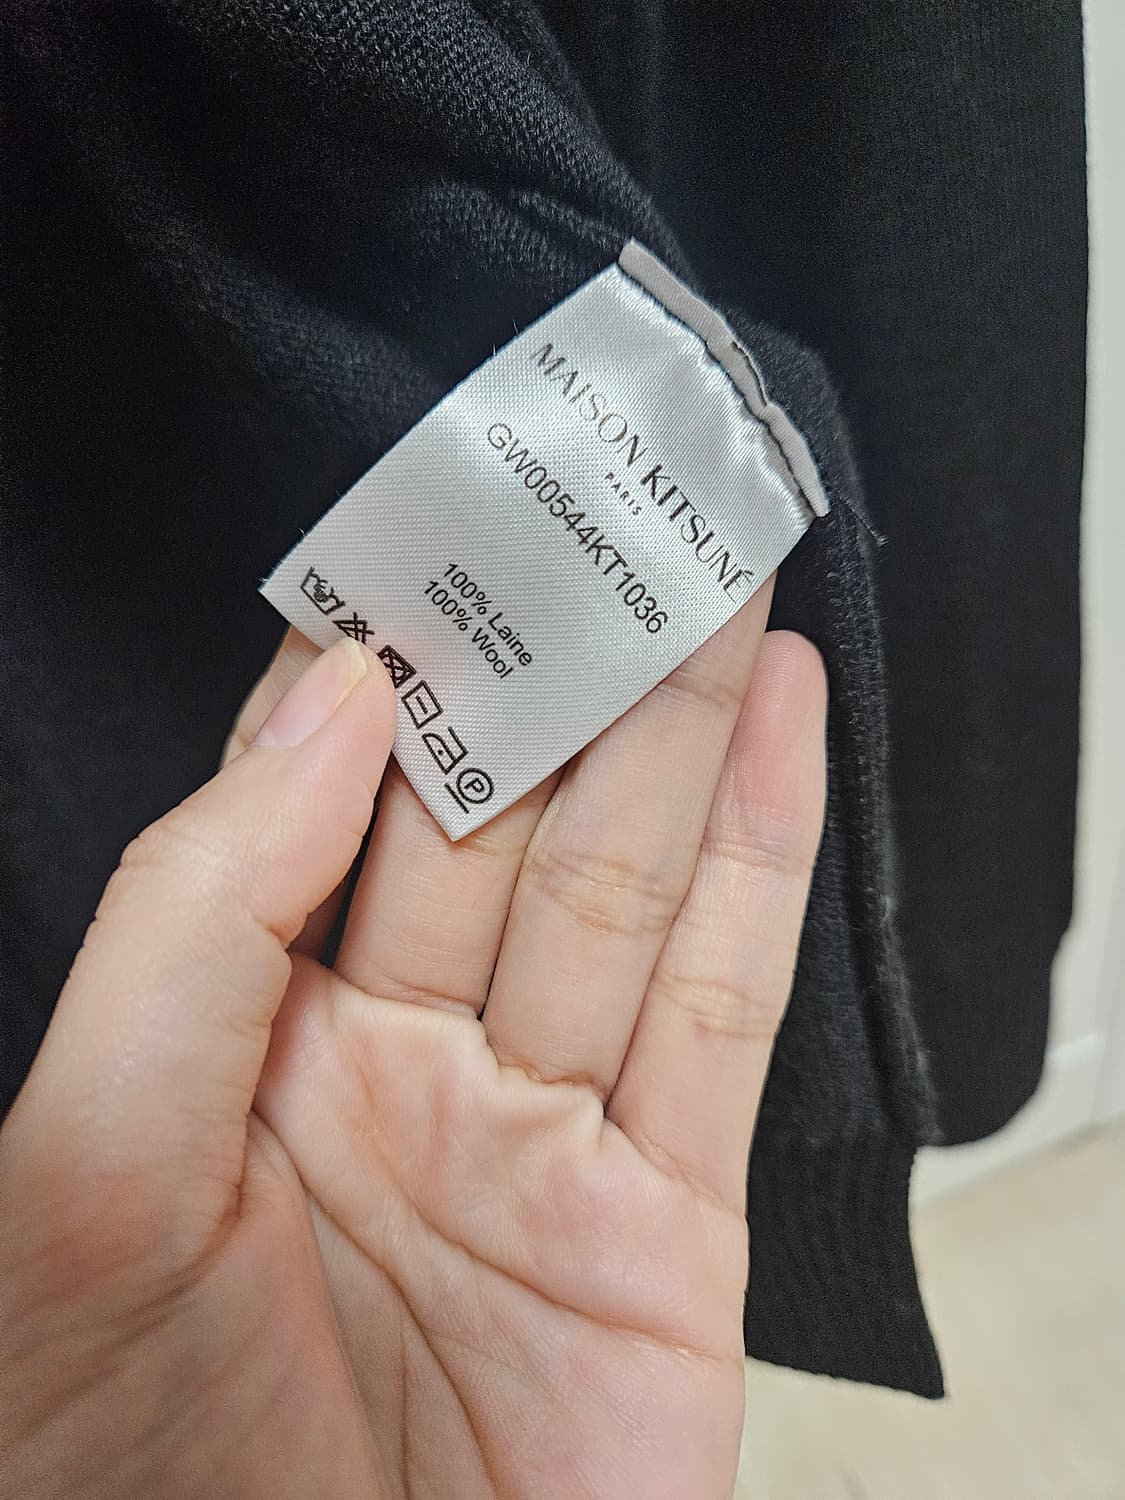 MAISON KITSUNÉ
PARIS
GW00544KT1036
100% Laine
100% Wool
P